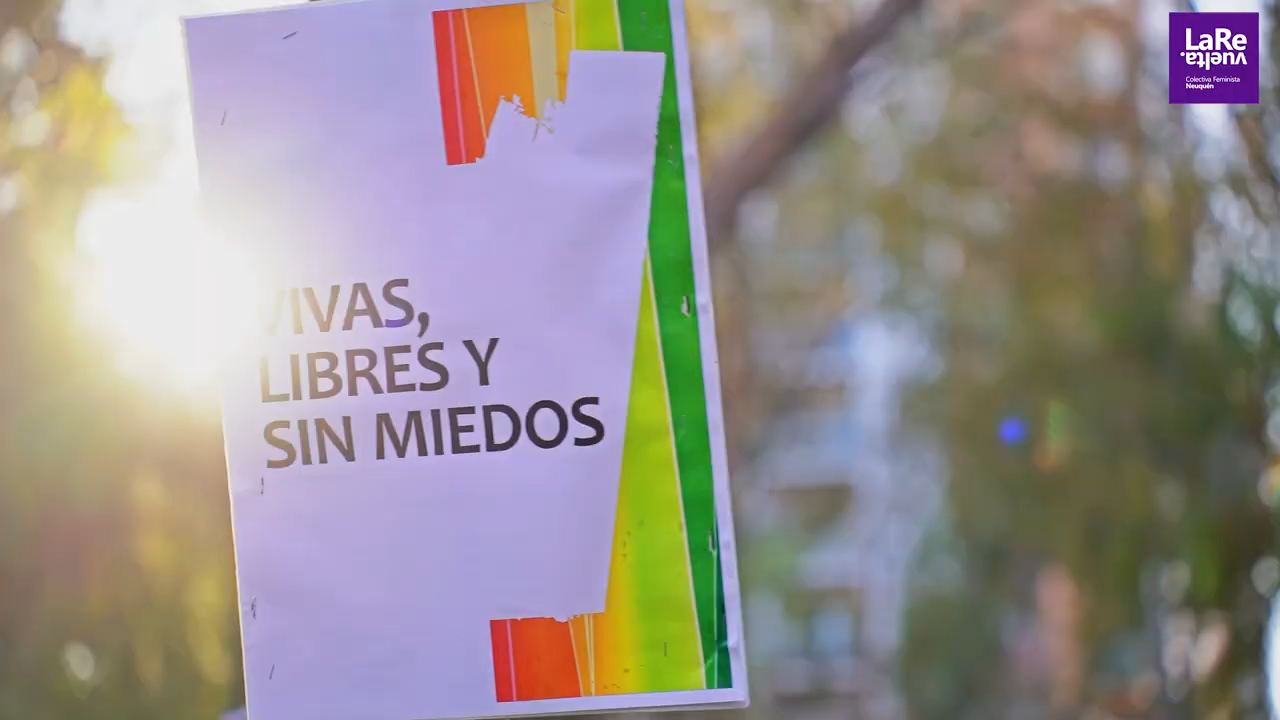 VIVAS,
LIBRES Y
SIN MIEDOS
LaRe
vuelta.
Colectiva Feminista
Neuquén